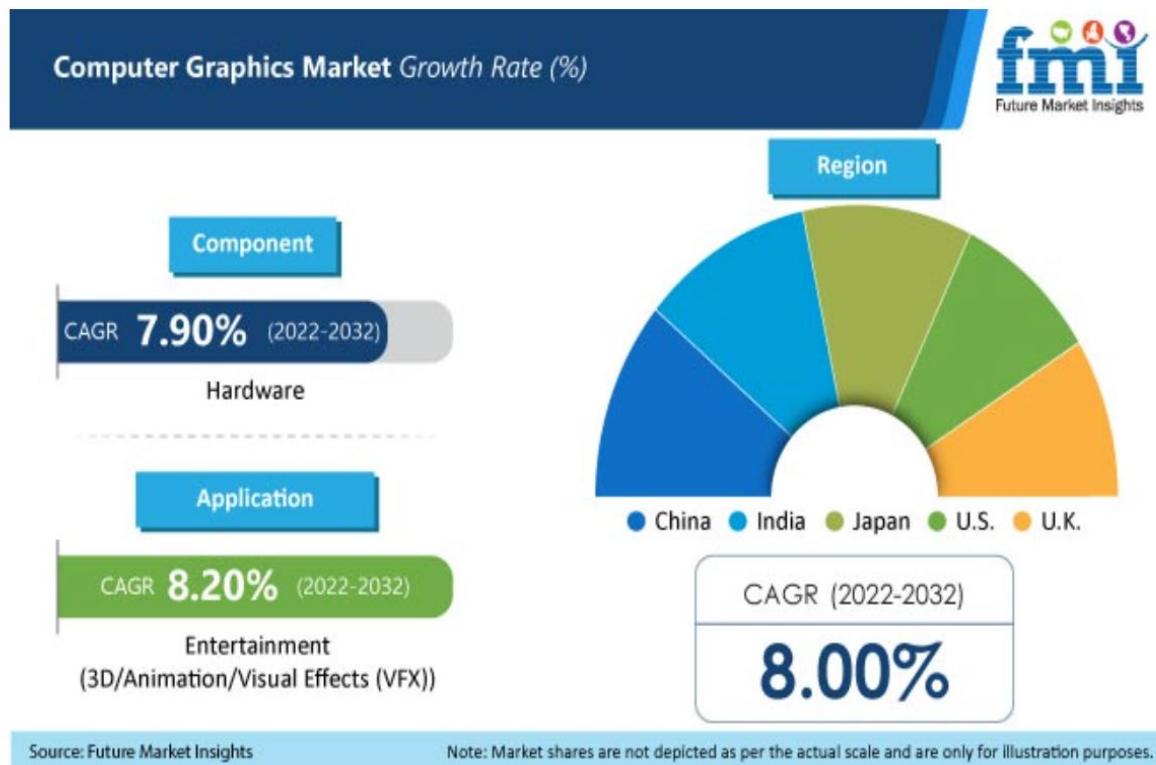 Computer Graphics Market Growth Rate (%)
fmi
Future Market Insights
Component
CAGR 7.90% (2022-2032)
Hardware
Application
CAGR 8.20% (2022-2032)
Entertainment
(3D/Animation/Visual Effects (VFX))
Region
China India Japan U.S. U.K.
CAGR (2022-2032)
8.00%
Source: Future Market Insights
Note: Market shares are not depicted as per the actual scale and are only for illustration purposes.